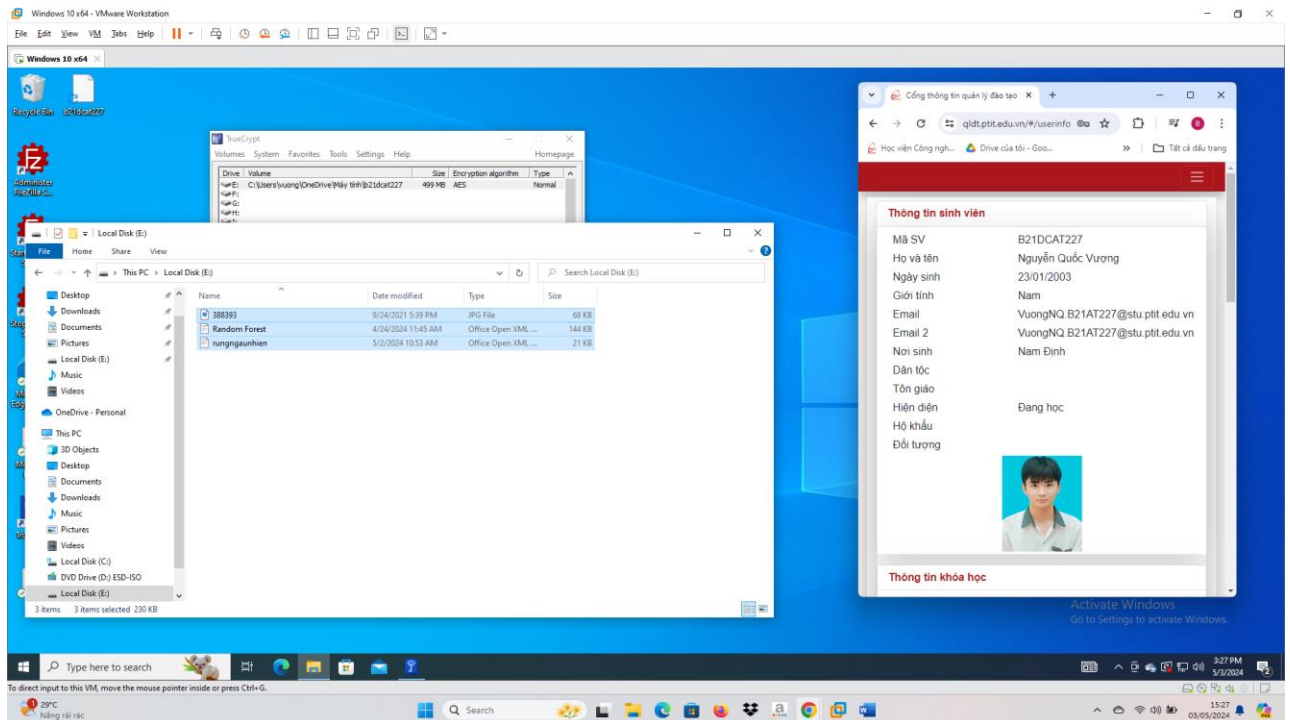 Windows 10 x64 - VMware Workstation
File Edit View VM Tabs Help
Windows 10 x64
Recycle Bin b21dcat227
TrueCrypt
Volumes System Favorites Tools Settings Help Homepage
Drive Volume Size Encryption algorithm Type
E: C:\Users\vuong\OneDrive\Máy tính\b21dcat227 499 MB AES Normal
F:
G:
H:
Local Disk (E:)
File Home Share View
This PC > Local Disk (E:)
Search Local Disk (E:)
Name Date modified Type Size
388393 9/24/2021 5:39 PM JPG File 68 KB
Random Forest 4/24/2024 11:45 AM Office Open XML ... 144 KB
rungngaunhien 5/2/2024 10:53 AM Office Open XML ... 21 KB
Desktop
Downloads
Documents
Pictures
Local Disk (E:)
Music
Videos
OneDrive - Personal
This PC
3D Objects
Desktop
Documents
Downloads
Music
Pictures
Videos
Local Disk (C:)
DVD Drive (D:) ESD-ISO
Local Disk (E:)
3 items 3 items selected 230 KB
Cổng thông tin quản lý đào tạo
qldt.ptit.edu.vn/#/userinfo
B
Học viện Công ngh... Drive của tôi - Goo... Tất cả dấu trang
Thông tin sinh viên
Mã SV B21DCAT227
Họ và tên Nguyễn Quốc Vượng
Ngày sinh 23/01/2003
Giới tính Nam
Email VuongNQ.B21AT227@stu.ptit.edu.vn
Email 2 VuongNQ.B21AT227@stu.ptit.edu.vn
Nơi sinh Nam Định
Dân tộc
Tôn giáo
Hiện diện Đang học
Hộ khẩu
Đối tượng
Thông tin khóa học
Activate Windows
Go to Settings to activate Windows.
Type here to search
3:27 PM
5/3/2024
To direct input to this VM, move the mouse pointer inside or press Ctrl+G.
29°C
Nắng rải rác
Search
15:27
03/05/2024